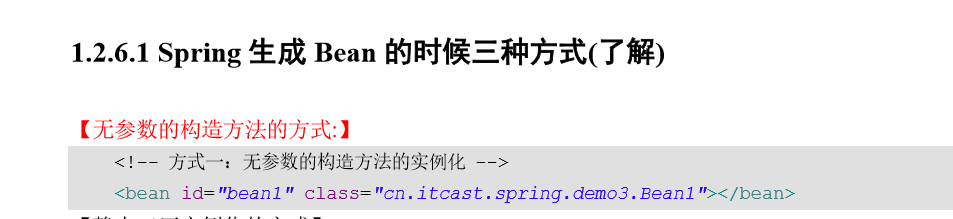 1.2.6.1 Spring 生成 Bean 的时候三种方式(了解)
【无参数的构造方法的方式:】
<!-- 方式一：无参数的构造方法的实例化 -->
<bean id="bean1" class="cn.itcast.spring.demo3.Bean1"></bean>